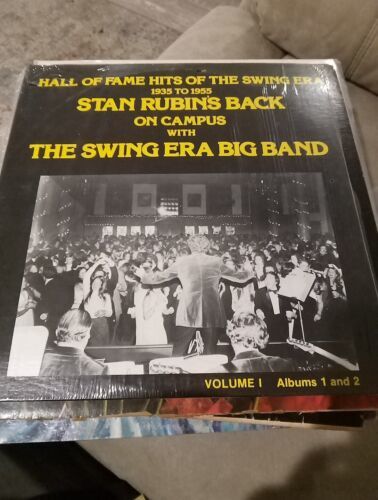 HALL OF FAME HITS OF THE SWING ERA
1935 TO 1955
STAN RUBIN'S BACK
ON CAMPUS
WITH
THE SWING ERA BIG BAND
VOLUME I Albums 1 and 2